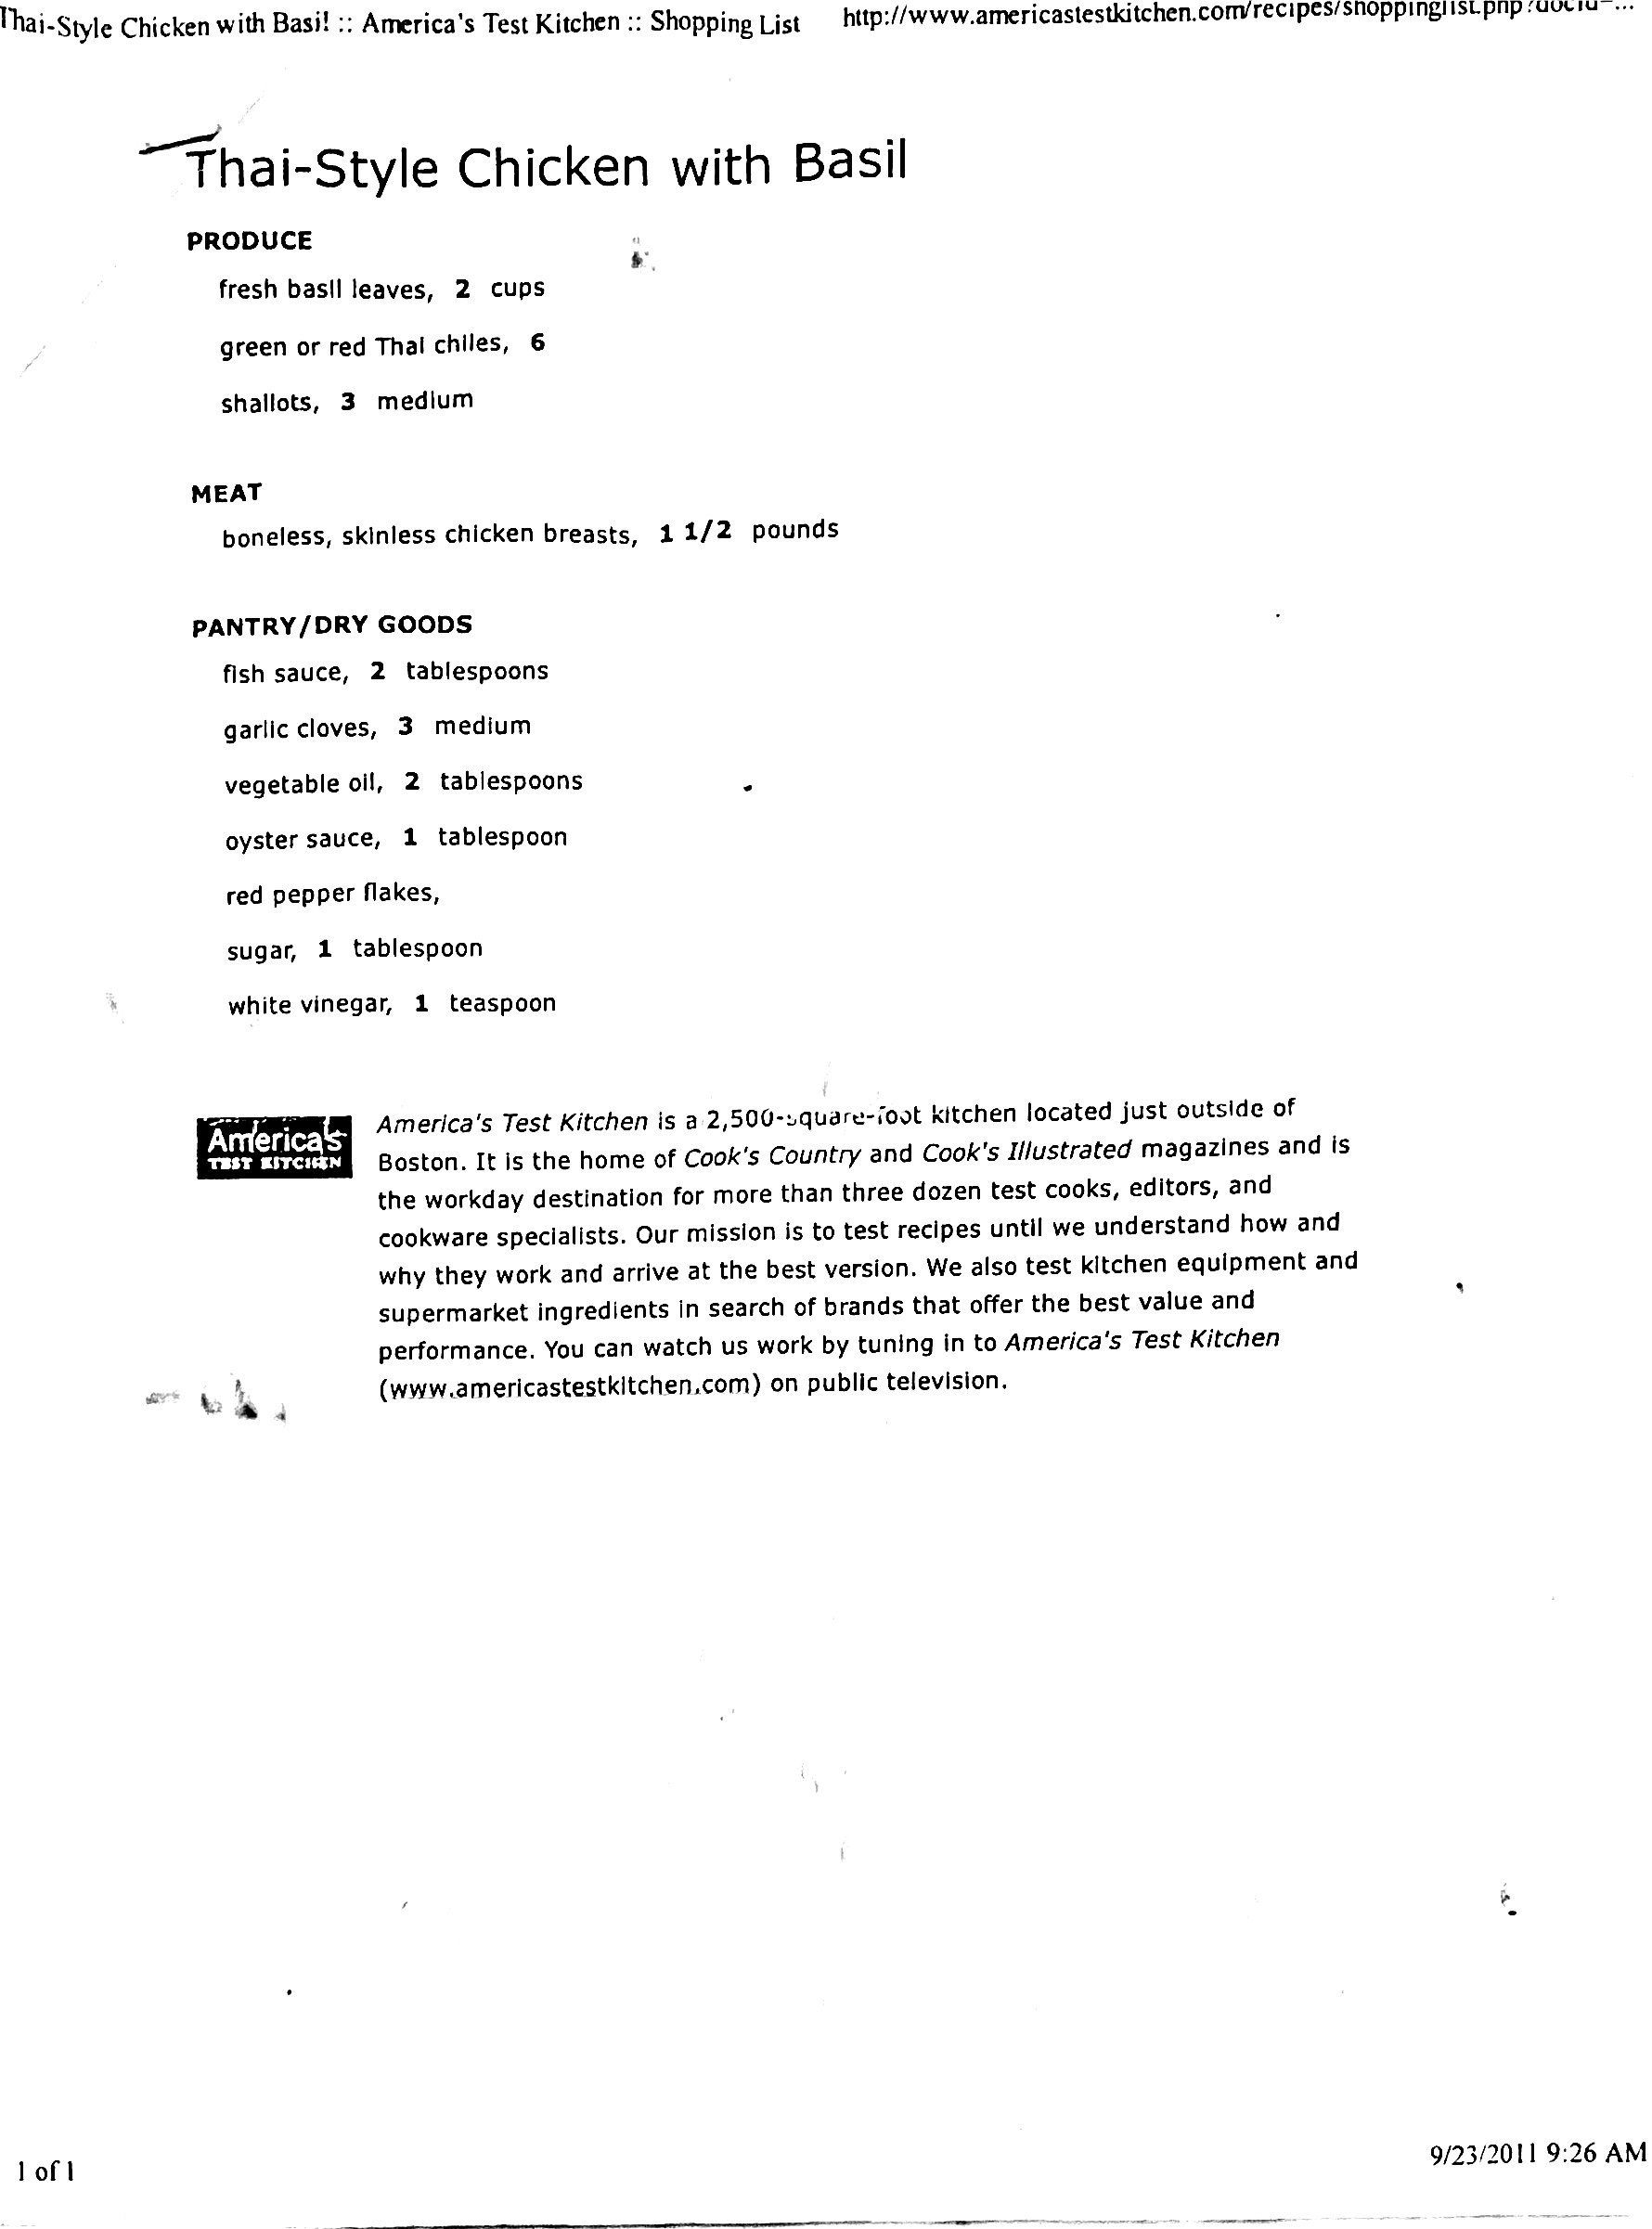 Thai-Style Chicken with Basil :: America's Test Kitchen :: Shopping List http://www.americastestkitchen.com/recipes/shoppinglist.php?docid=...
Thai-Style Chicken with Basil
PRODUCE
fresh basil leaves, 2 cups
green or red Thai chiles, 6
shallots, 3 medium
MEAT
boneless, skinless chicken breasts, 1 1/2 pounds
PANTRY/DRY GOODS
fish sauce, 2 tablespoons
garlic cloves, 3 medium
vegetable oil, 2 tablespoons
oyster sauce, 1 tablespoon
red pepper flakes,
sugar, 1 tablespoon
white vinegar, 1 teaspoon
America's
TEST KITCHEN
America's Test Kitchen is a 2,500-square-foot kitchen located just outside of
Boston. It is the home of Cook's Country and Cook's Illustrated magazines and is
the workday destination for more than three dozen test cooks, editors, and
cookware specialists. Our mission is to test recipes until we understand how and
why they work and arrive at the best version. We also test kitchen equipment and
supermarket ingredients in search of brands that offer the best value and
performance. You can watch us work by tuning in to America's Test Kitchen
(www.americastestkitchen.com) on public television.
1 of 1
9/23/2011 9:26 AM